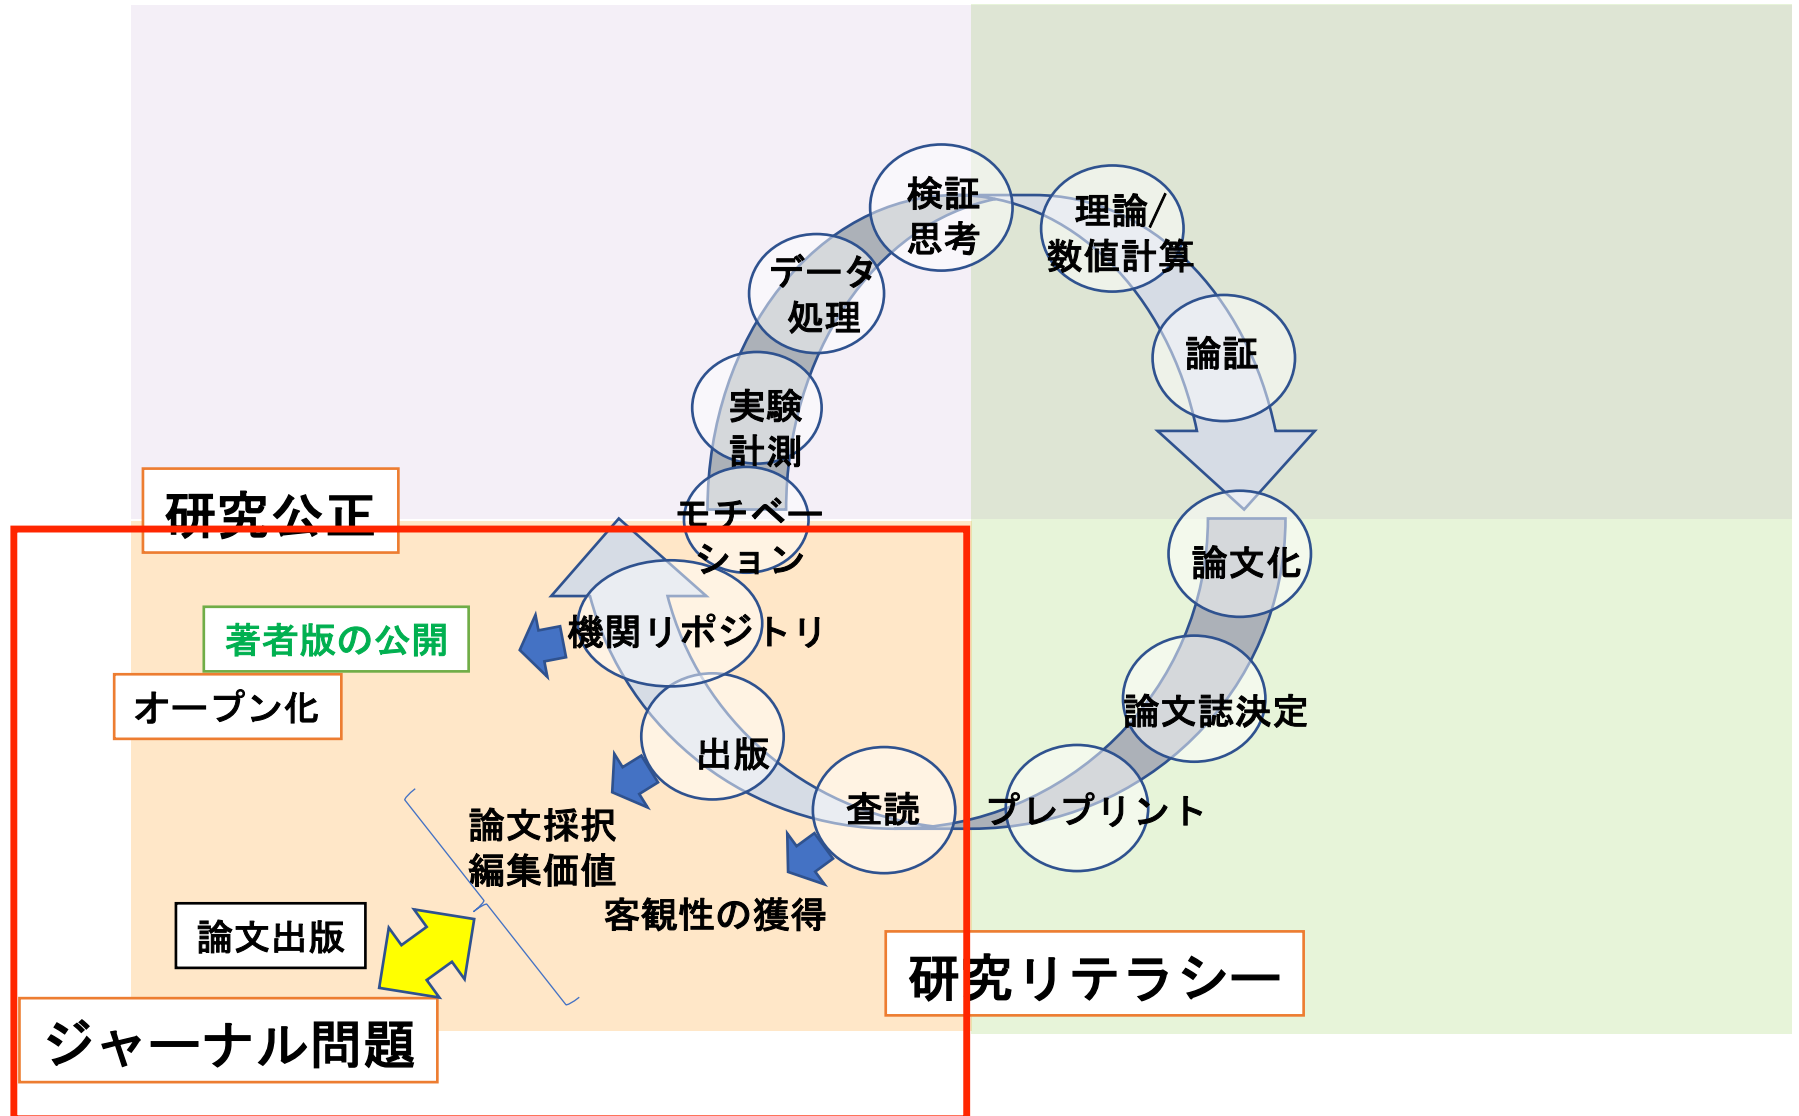 検証
思考
理論/
数値計算
データ
処理
論証
実験
計測
モチベー
ション
研究公正
論文化
機関リポジトリ
著者版の公開
オープン化
論文誌決定
出版
査読
プレプリント
論文採択
編集価値
客観性の獲得
論文出版
研究リテラシー
ジャーナル問題